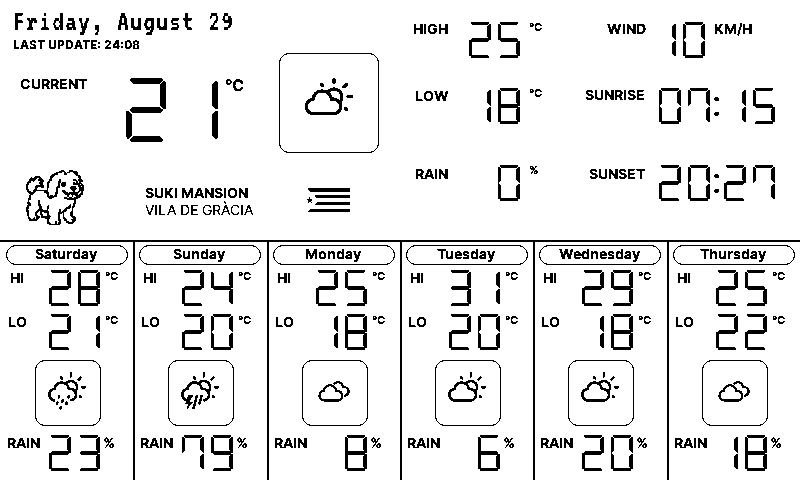 Friday, August 29
LAST UPDATE: 24:08
CURRENT 21 °C
HIGH 25 °C
WIND 10 KM/H
LOW 18 °C
SUNRISE 07:15
RAIN 0 %
SUNSET 20:27
SUKI MANSION
VILA DE GRÀCIA
Saturday
HI 28 °C
LO 21 °C
RAIN 23 %
Sunday
HI 24 °C
LO 20 °C
RAIN 79 %
Monday
HI 25 °C
LO 18 °C
RAIN 8 %
Tuesday
HI 31 °C
LO 20 °C
RAIN 6 %
Wednesday
HI 29 °C
LO 18 °C
RAIN 20 %
Thursday
HI 25 °C
LO 22 °C
RAIN 18 %